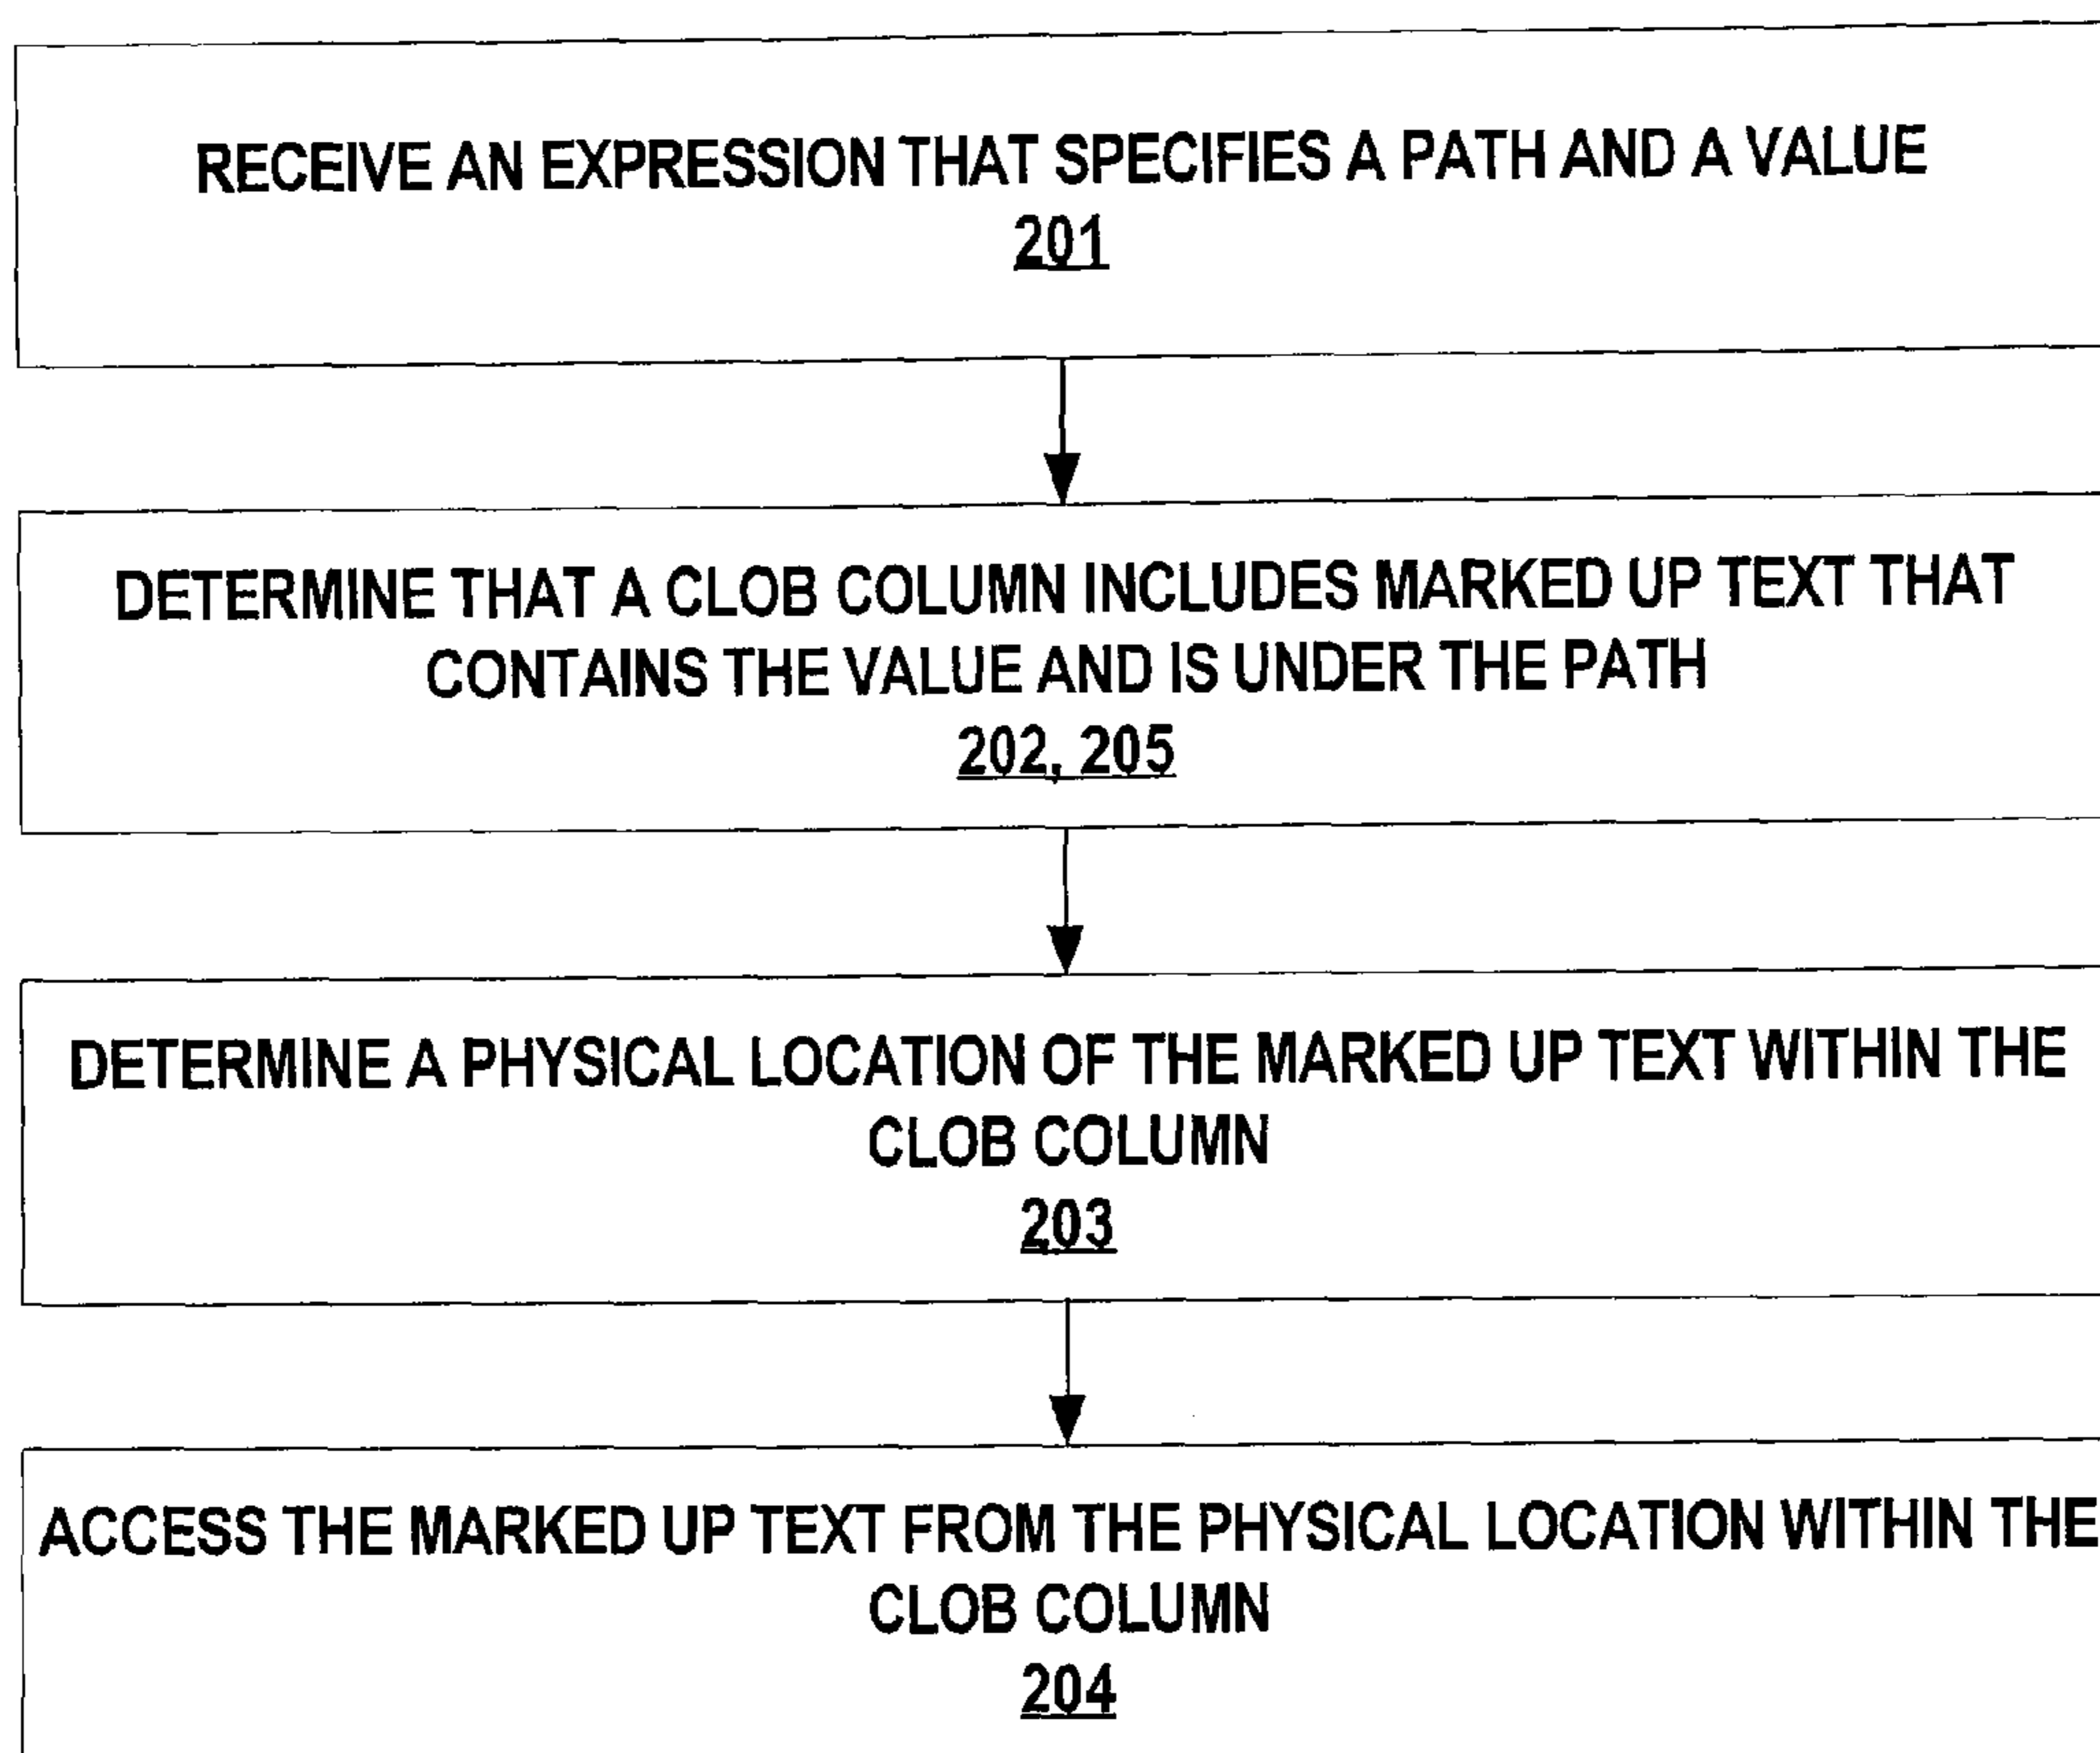 RECEIVE AN EXPRESSION THAT SPECIFIES A PATH AND A VALUE
201
DETERMINE THAT A CLOB COLUMN INCLUDES MARKED UP TEXT THAT
CONTAINS THE VALUE AND IS UNDER THE PATH
202, 205
DETERMINE A PHYSICAL LOCATION OF THE MARKED UP TEXT WITHIN THE
CLOB COLUMN
203
ACCESS THE MARKED UP TEXT FROM THE PHYSICAL LOCATION WITHIN THE
CLOB COLUMN
204